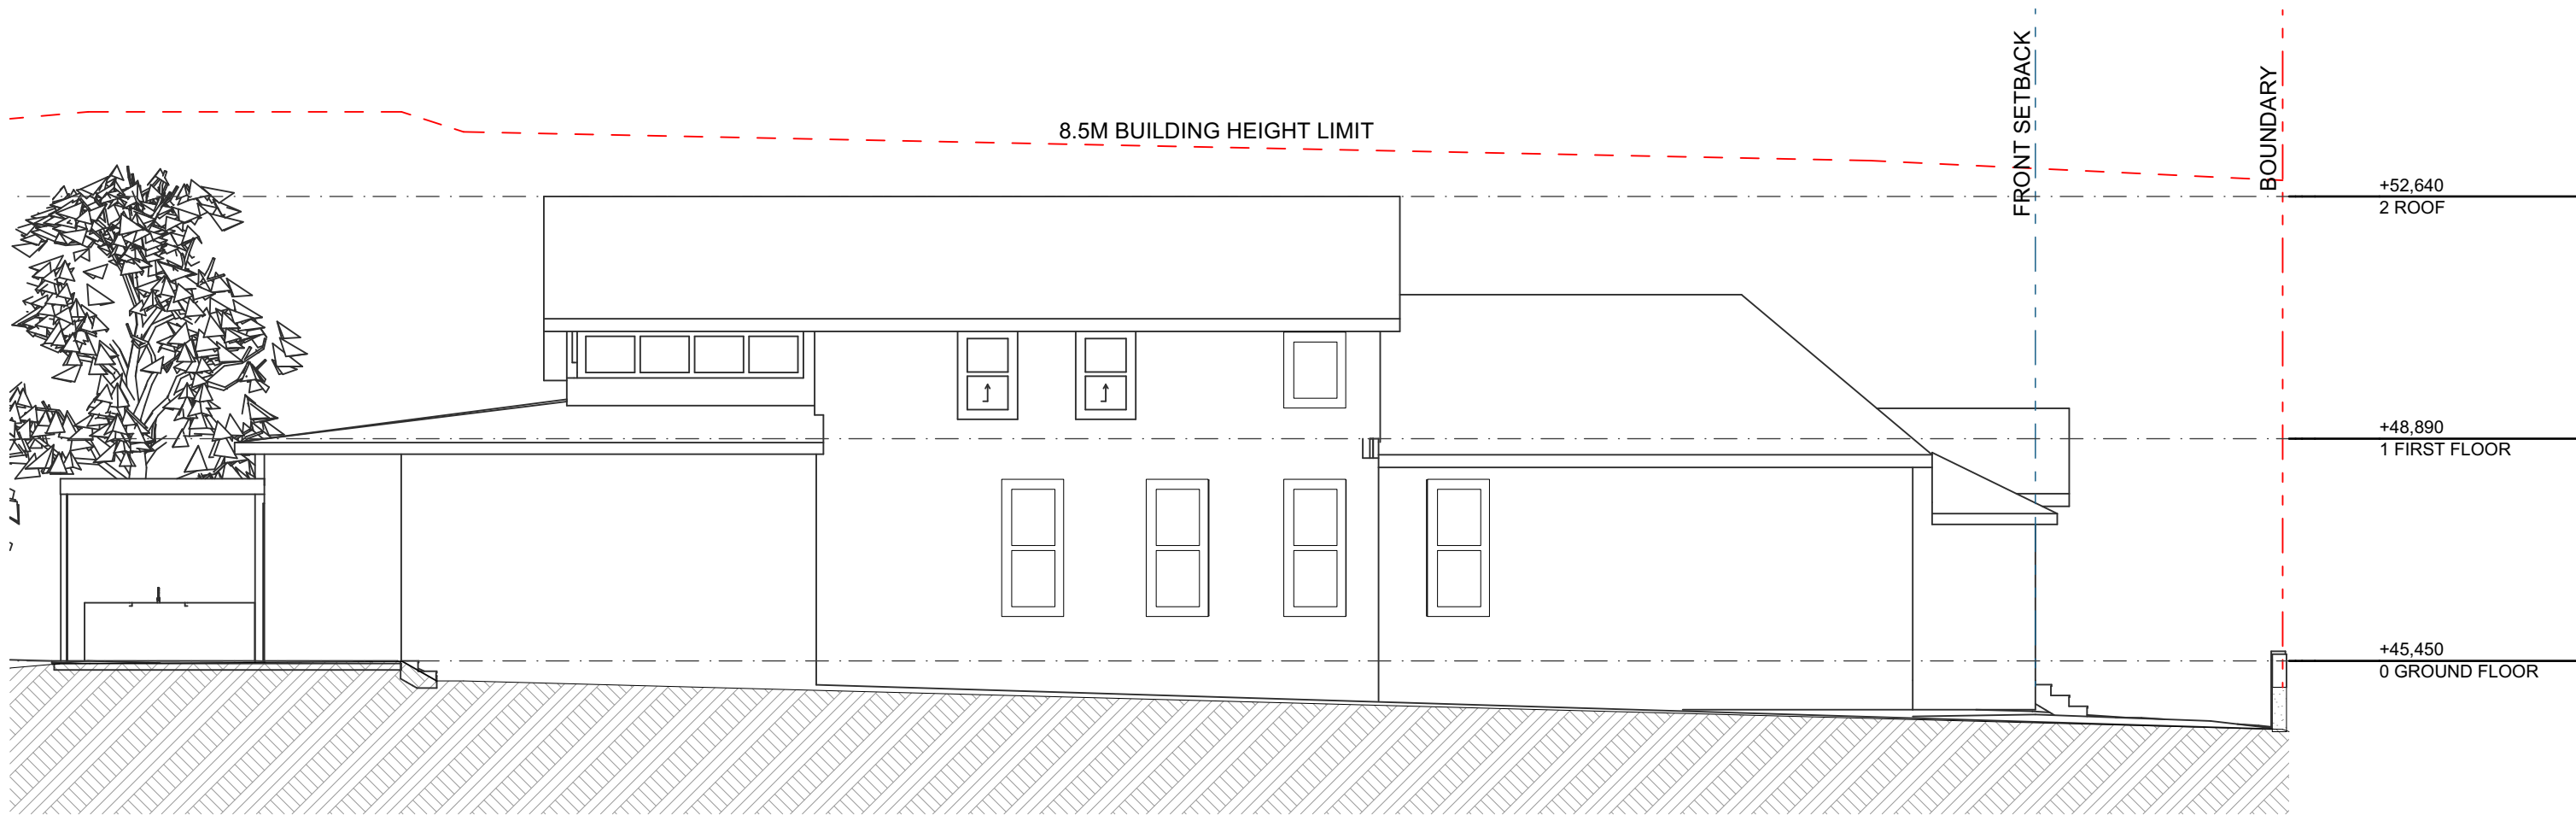 8.5M BUILDING HEIGHT LIMIT
FRONT SETBACK
BOUNDARY
+52,640
2 ROOF
+48,890
1 FIRST FLOOR
+45,450
0 GROUND FLOOR